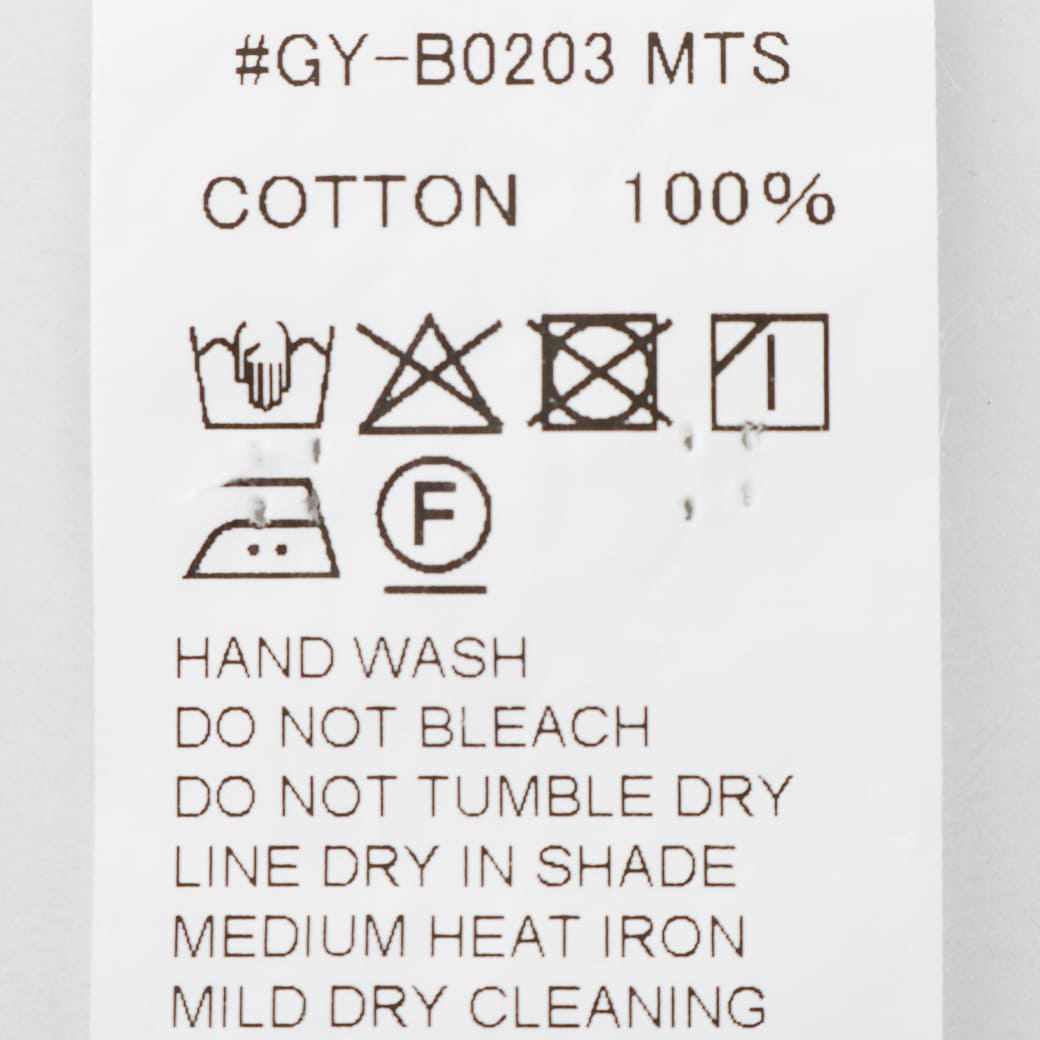 #GY-B0203 MTS
COTTON 100%
F
HAND WASH
DO NOT BLEACH
DO NOT TUMBLE DRY
LINE DRY IN SHADE
MEDIUM HEAT IRON
MILD DRY CLEANING